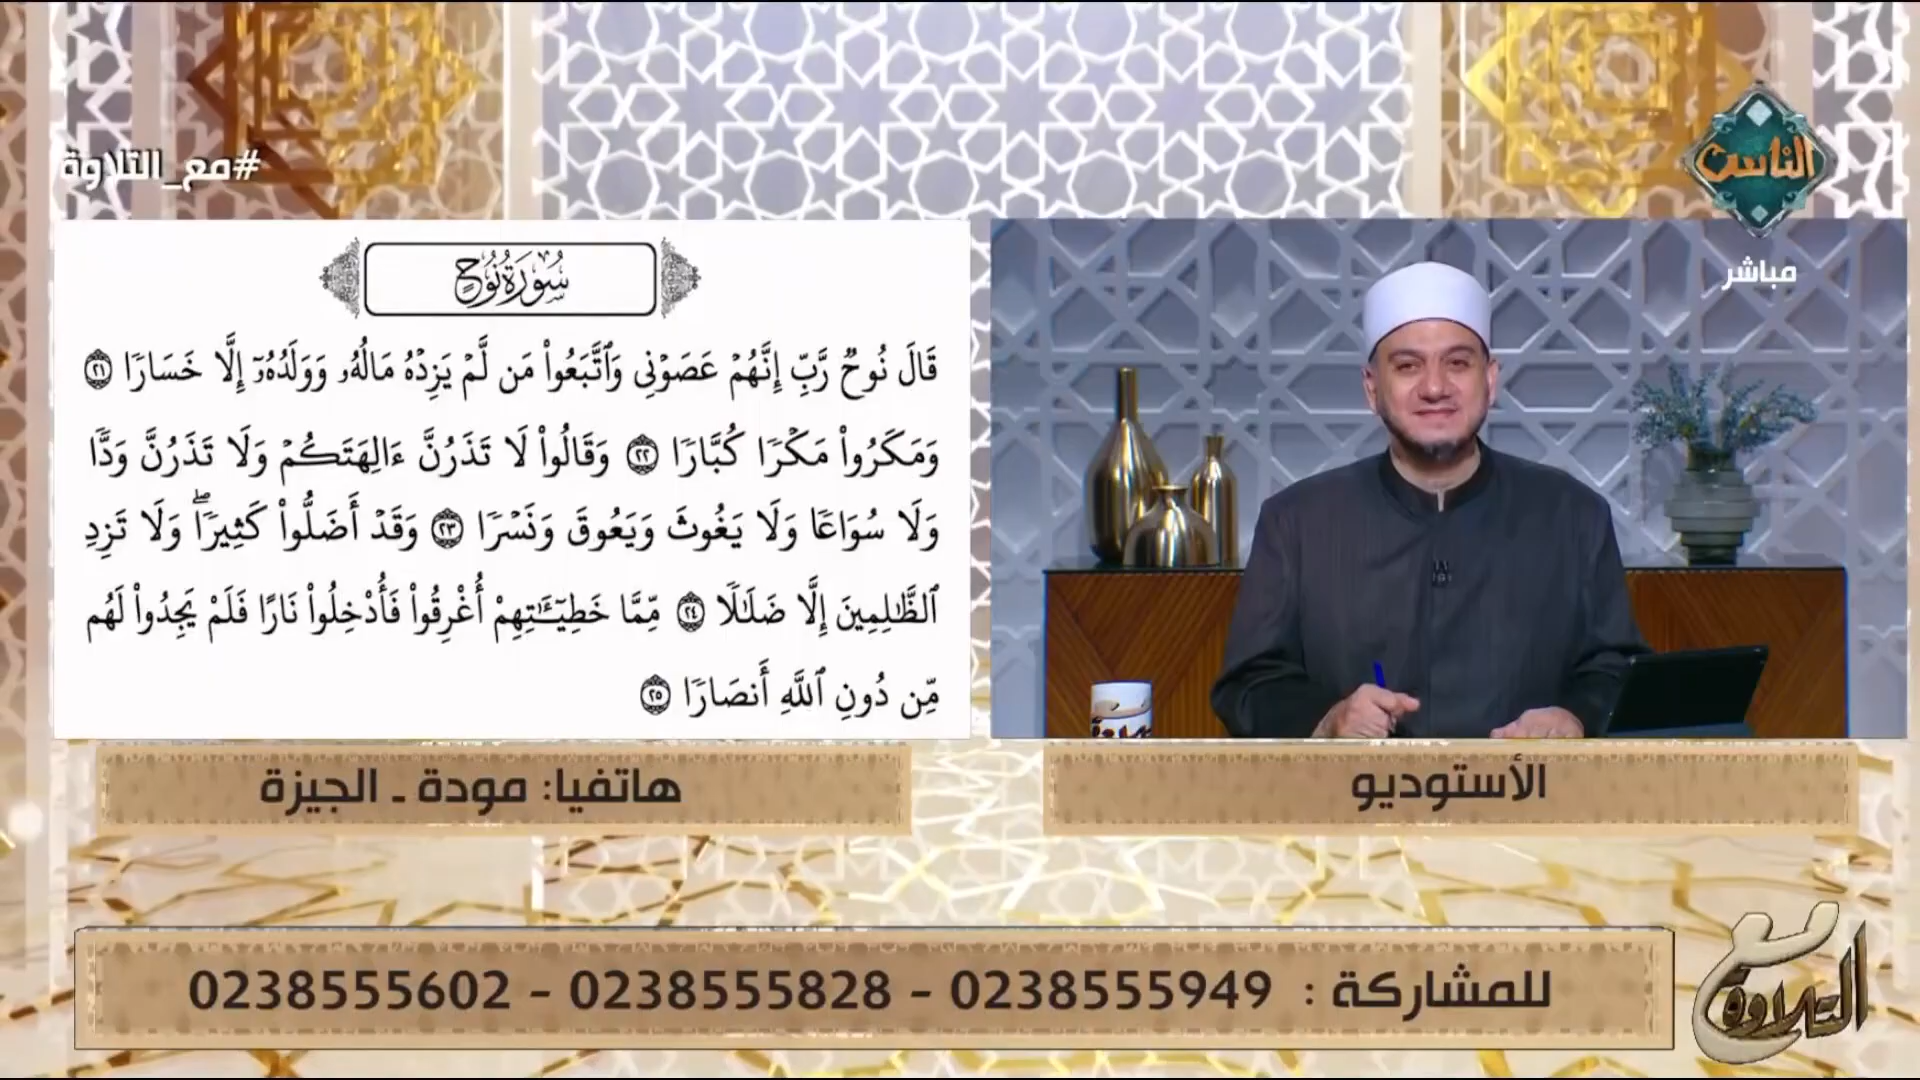 #مع_التلاوة
الناس
مباشر
سُورَةُ نُوحٍ
قَالَ نُوحٌ رَّبِّ إِنَّهُمْ عَصَوْنِى وَٱتَّبَعُوا۟ مَن لَّمْ يَزِدْهُ مَالُهُۥ وَوَلَدُهُۥٓ إِلَّا خَسَارًا ٢١
وَمَكَرُوا۟ مَكْرًا كُبَّارًا ٢٢ وَقَالُوا۟ لَا تَذَرُنَّ ءَالِهَتَكُمْ وَلَا تَذَرُنَّ وَدًّا
وَلَا سُوَاعًا وَلَا يَغُوثَ وَيَعُوقَ وَنَسْرًا ٢٣ وَقَدْ أَضَلُّوا۟ كَثِيرًا ۖ وَلَا تَزِدِ
ٱلظَّٰلِمِينَ إِلَّا ضَلَٰلًا ٢٤ مِّمَّا خَطِيٓـَٰٔتِهِمْ أُغْرِقُوا۟ فَأُدْخِلُوا۟ نَارًا فَلَمْ يَجِدُوا۟ لَهُم
مِّن دُونِ ٱللَّهِ أَنصَارًا ٢٥
الأستوديو
هاتفيا: مودة - الجيزة
للمشاركة : 0238555949 - 0238555828 - 0238555602
مع التلاوة